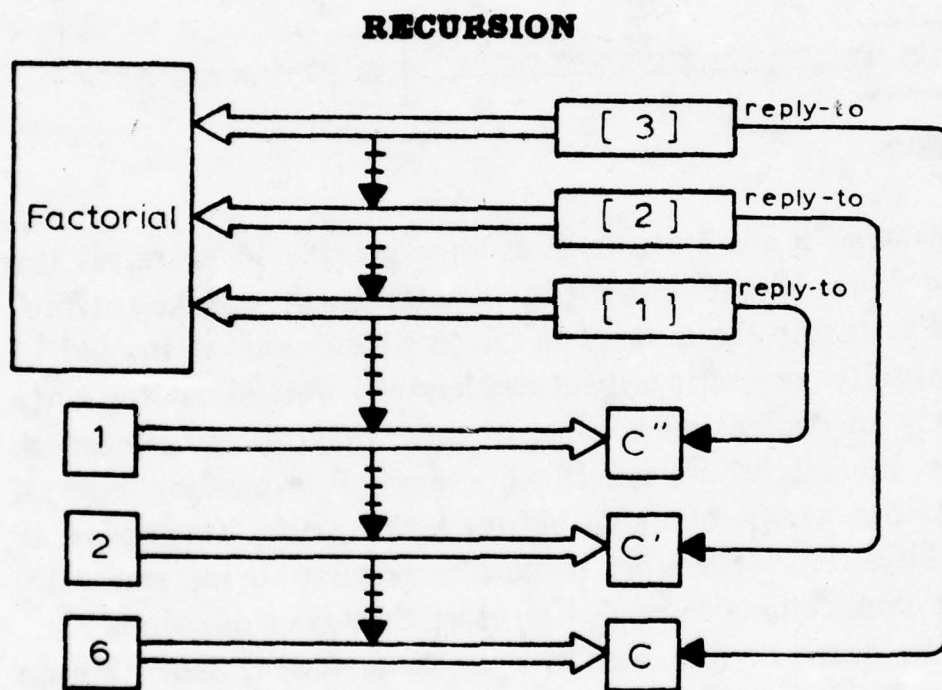 RECURSION
[ 3 ] reply-to
Factorial
[ 2 ] reply-to
[ 1 ] reply-to
1 C''
2 C'
6 C